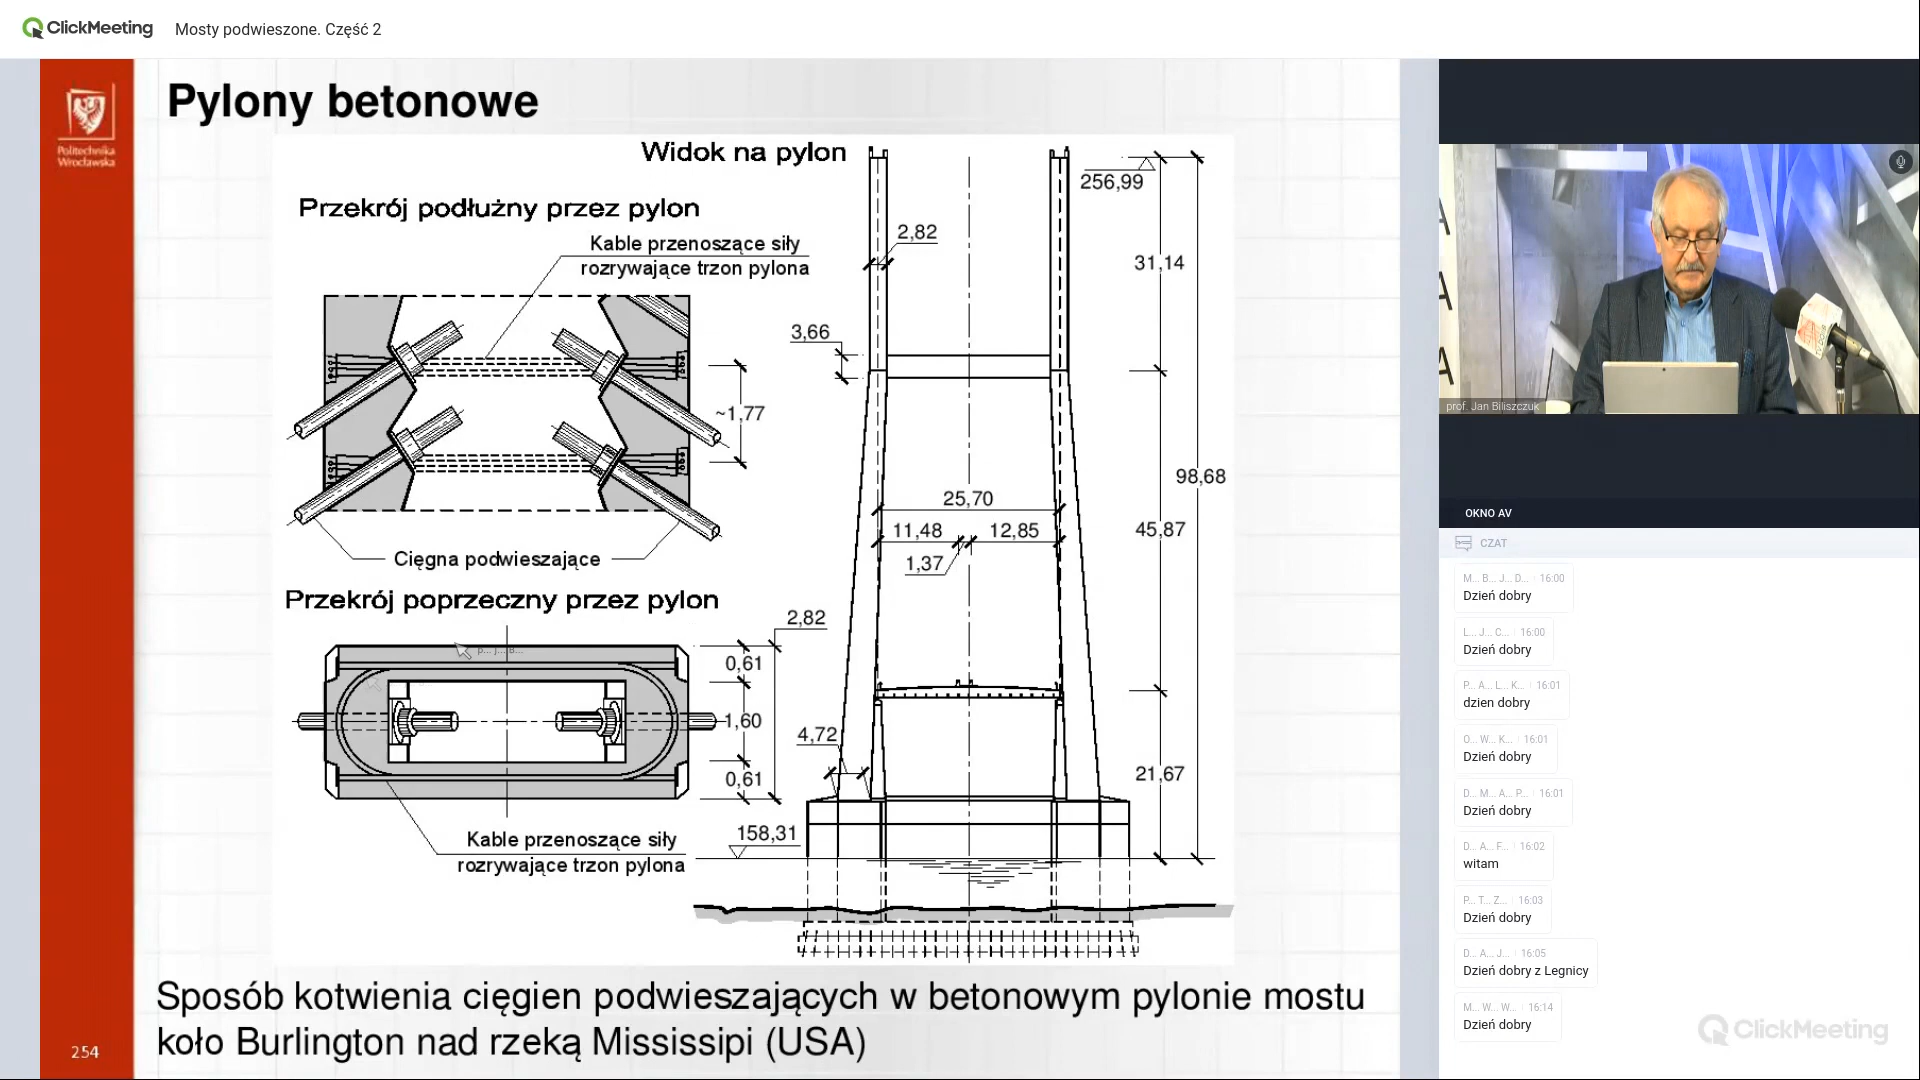 ClickMeeting
Mosty podwieszone. Część 2
Politechnika
Wrocławska
Pylony betonowe
Widok na pylon
Przekrój podłużny przez pylon
Kable przenoszące siły
rozrywające trzon pylona
~1,77
Cięgna podwieszające
Przekrój poprzeczny przez pylon
p... j... B...
2,82
0,61
1,60
0,61
Kable przenoszące siły
rozrywające trzon pylona
256,99
2,82
31,14
3,66
98,68
25,70
11,48
12,85
45,87
1,37
4,72
21,67
158,31
Sposób kotwienia cięgien podwieszających w betonowym pylonie mostu
koło Burlington nad rzeką Mississipi (USA)
254
prof. Jan Biliszczuk
OKNO AV
CZAT
M... B... J... D... 16:00
Dzień dobry
L... J... C... 16:00
Dzień dobry
P... A... L... K... 16:01
dzien dobry
O... W... K... 16:01
Dzień dobry
D... M... A... P... 16:01
Dzień dobry
D... A... F... 16:02
witam
P... T... Z... 16:03
Dzień dobry
D... A... J... 16:05
Dzień dobry z Legnicy
M... W... W... 16:14
Dzień dobry
ClickMeeting